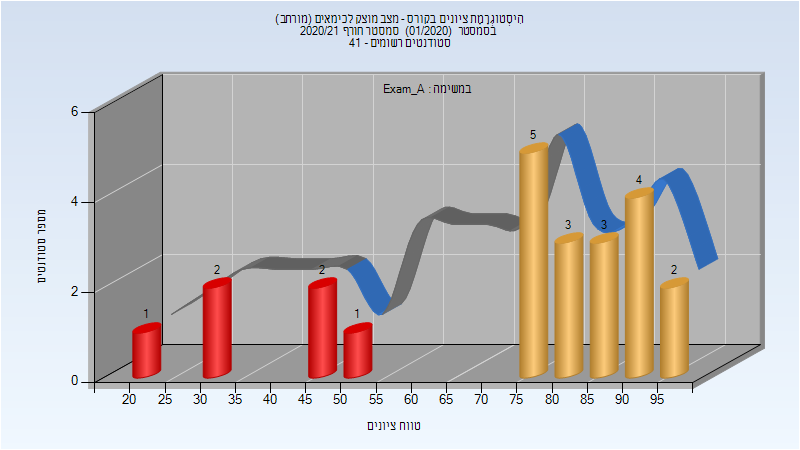 הִיסְטוֹגְרָמַת ציונים בקורס - מצב מוצק לכימאים (מורחב)
בסמסטר (01/2020) סמסטר חורף 2020/21
סטודנטים רשומים - 41
במשימה : Exam_A
מספר סטודנטים
6
4
2
0
1
2
2
1
5
3
3
4
2
20 25 30 35 40 45 50 55 60 65 70 75 80 85 90 95
טווח ציונים